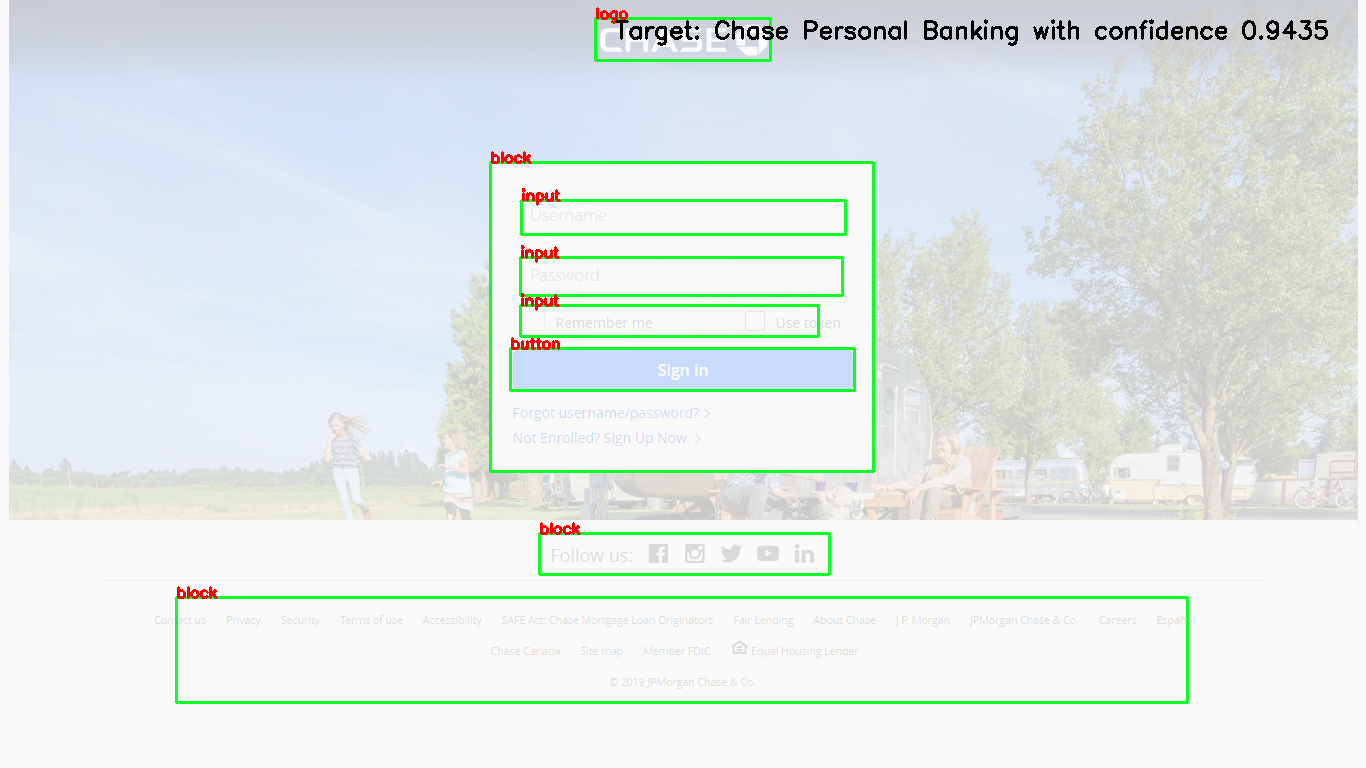 logo
Target: Chase Personal Banking with confidence 0.9435
CHASE
block
input
Username
input
Password
input
Remember me Use token
button
Sign in
Forgot username/password? >
Not Enrolled? Sign Up Now. >
block
Follow us:
block
Contact us Privacy Security Terms of use Accessibility SAFE Act: Chase Mortgage Loan Originators Fair Lending About Chase J.P. Morgan JPMorgan Chase & Co. Careers Español
Chase Canada Site map Member FDIC Equal Housing Lender
© 2019 JPMorgan Chase & Co.